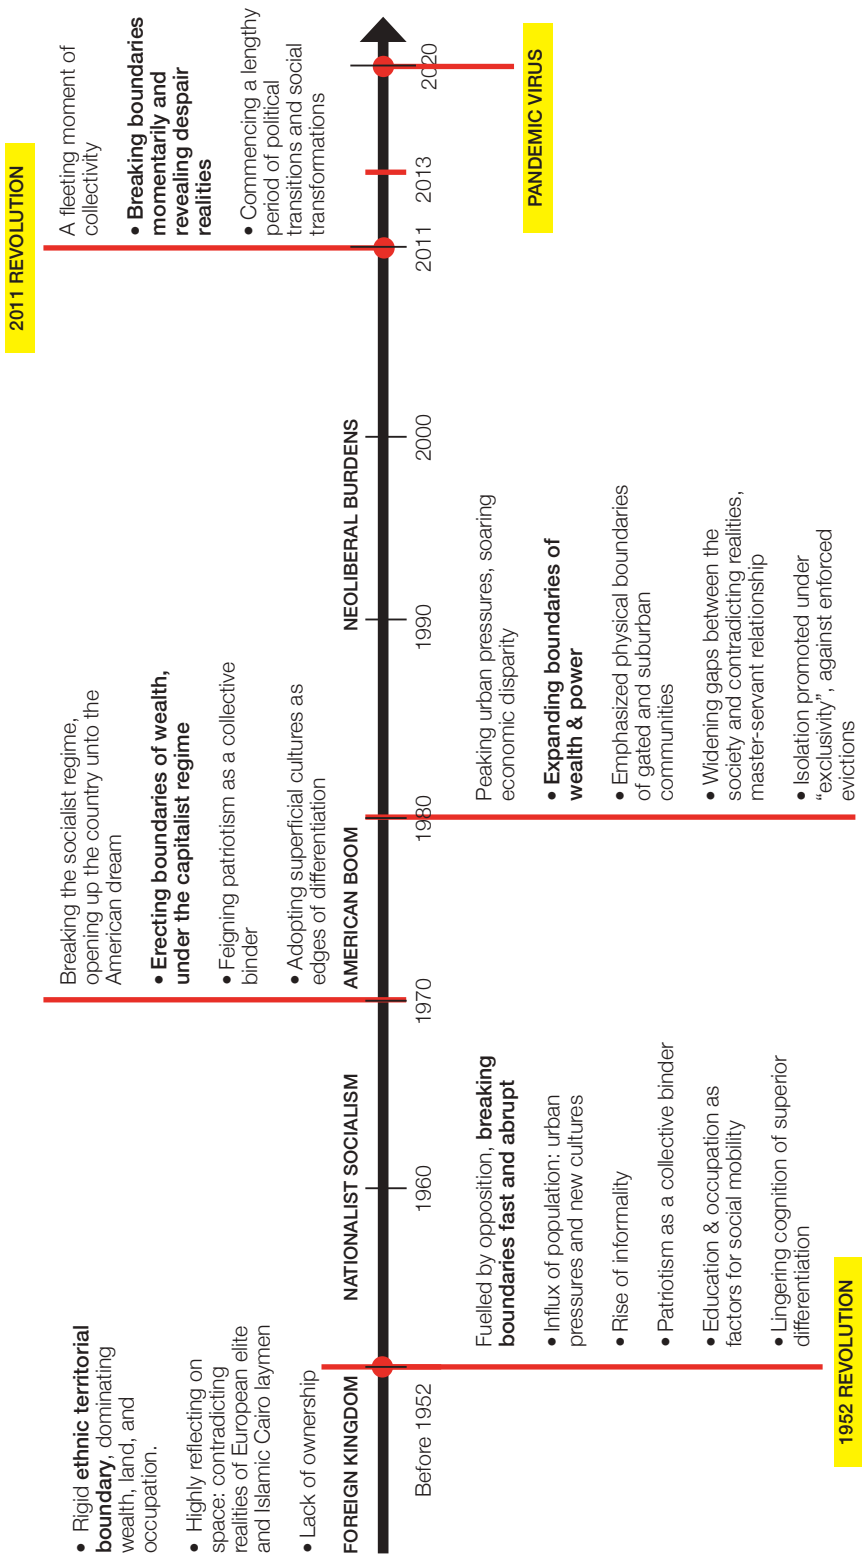 • Rigid ethnic territorial
boundary, dominating
wealth, land, and
occupation.
• Highly reflecting on
space: contradicting
realities of European elite
and Islamic Cairo laymen
• Lack of ownership
FOREIGN KINGDOM
Before 1952
1952 REVOLUTION
NATIONALIST SOCIALISM
1960
Fuelled by opposition, breaking
boundaries fast and abrupt
• Influx of population: urban
pressures and new cultures
• Rise of informality
• Patriotism as a collective binder
• Education & occupation as
factors for social mobility
• Lingering cognition of superior
differentiation
Breaking the socialist regime,
opening up the country unto the
American dream
• Erecting boundaries of wealth,
under the capitalist regime
• Feigning patriotism as a collective
binder
• Adopting superficial cultures as
edges of differentiation
AMERICAN BOOM
1970
1980
NEOLIBERAL BURDENS
1990
2000
Peaking urban pressures, soaring
economic disparity
• Expanding boundaries of
wealth & power
• Emphasized physical boundaries
of gated and suburban
communities
• Widening gaps between the
society and contradicting realities,
master-servant relationship
• Isolation promoted under
“exclusivity”, against enforced
evictions
2011 REVOLUTION
A fleeting moment of
collectivity
• Breaking boundaries
momentarily and
revealing despair
realities
• Commencing a lengthy
period of political
transitions and social
transformations
2011
2013
2020
PANDEMIC VIRUS